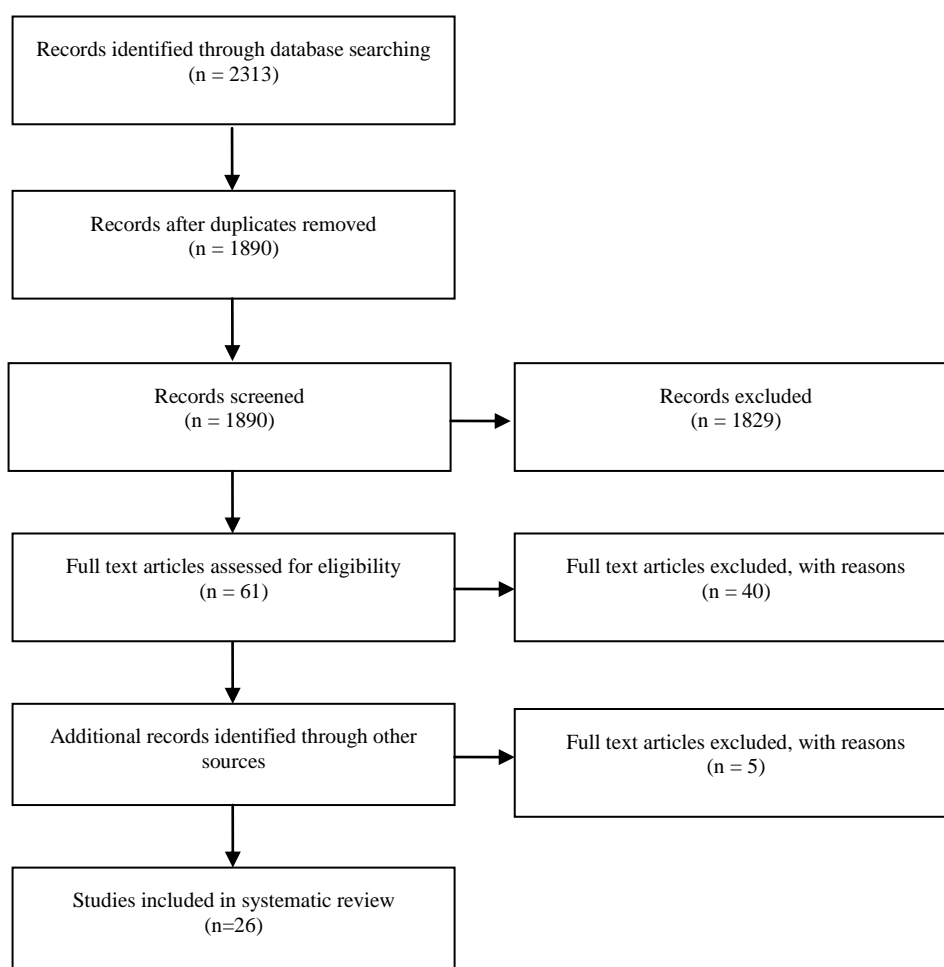 Records identified through database searching
(n = 2313)
Records after duplicates removed
(n = 1890)
Records screened
(n = 1890)
Records excluded
(n = 1829)
Full text articles assessed for eligibility
(n = 61)
Full text articles excluded, with reasons
(n = 40)
Additional records identified through other
sources
Full text articles excluded, with reasons
(n = 5)
Studies included in systematic review
(n=26)